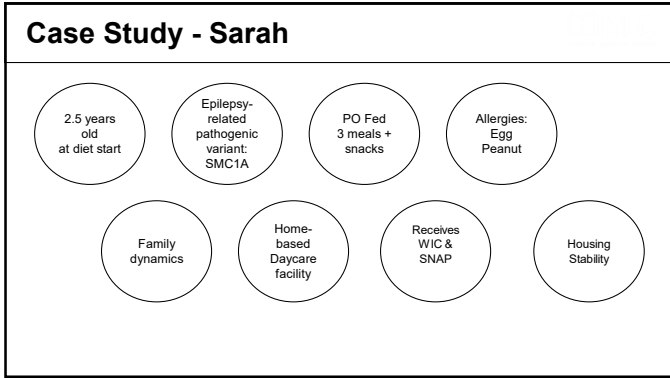 Case Study - Sarah
2.5 years
old
at diet start
Epilepsy-
related
pathogenic
variant:
SMC1A
PO Fed
3 meals +
snacks
Allergies:
Egg
Peanut
Family
dynamics
Home-
based
Daycare
facility
Receives
WIC &
SNAP
Housing
Stability